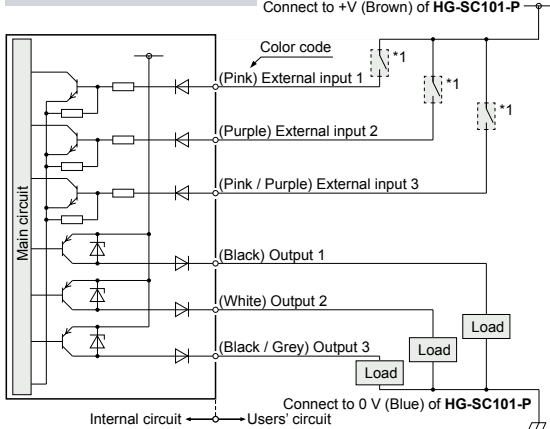 Connect to +V (Brown) of HG-SC101-P
Color code
*1
(Pink) External input 1
*1
*1
(Purple) External input 2
(Pink / Purple) External input 3
Main circuit
(Black) Output 1
(White) Output 2
Load
Load
(Black / Grey) Output 3
Load
Connect to 0 V (Blue) of HG-SC101-P
Internal circuit
Users' circuit